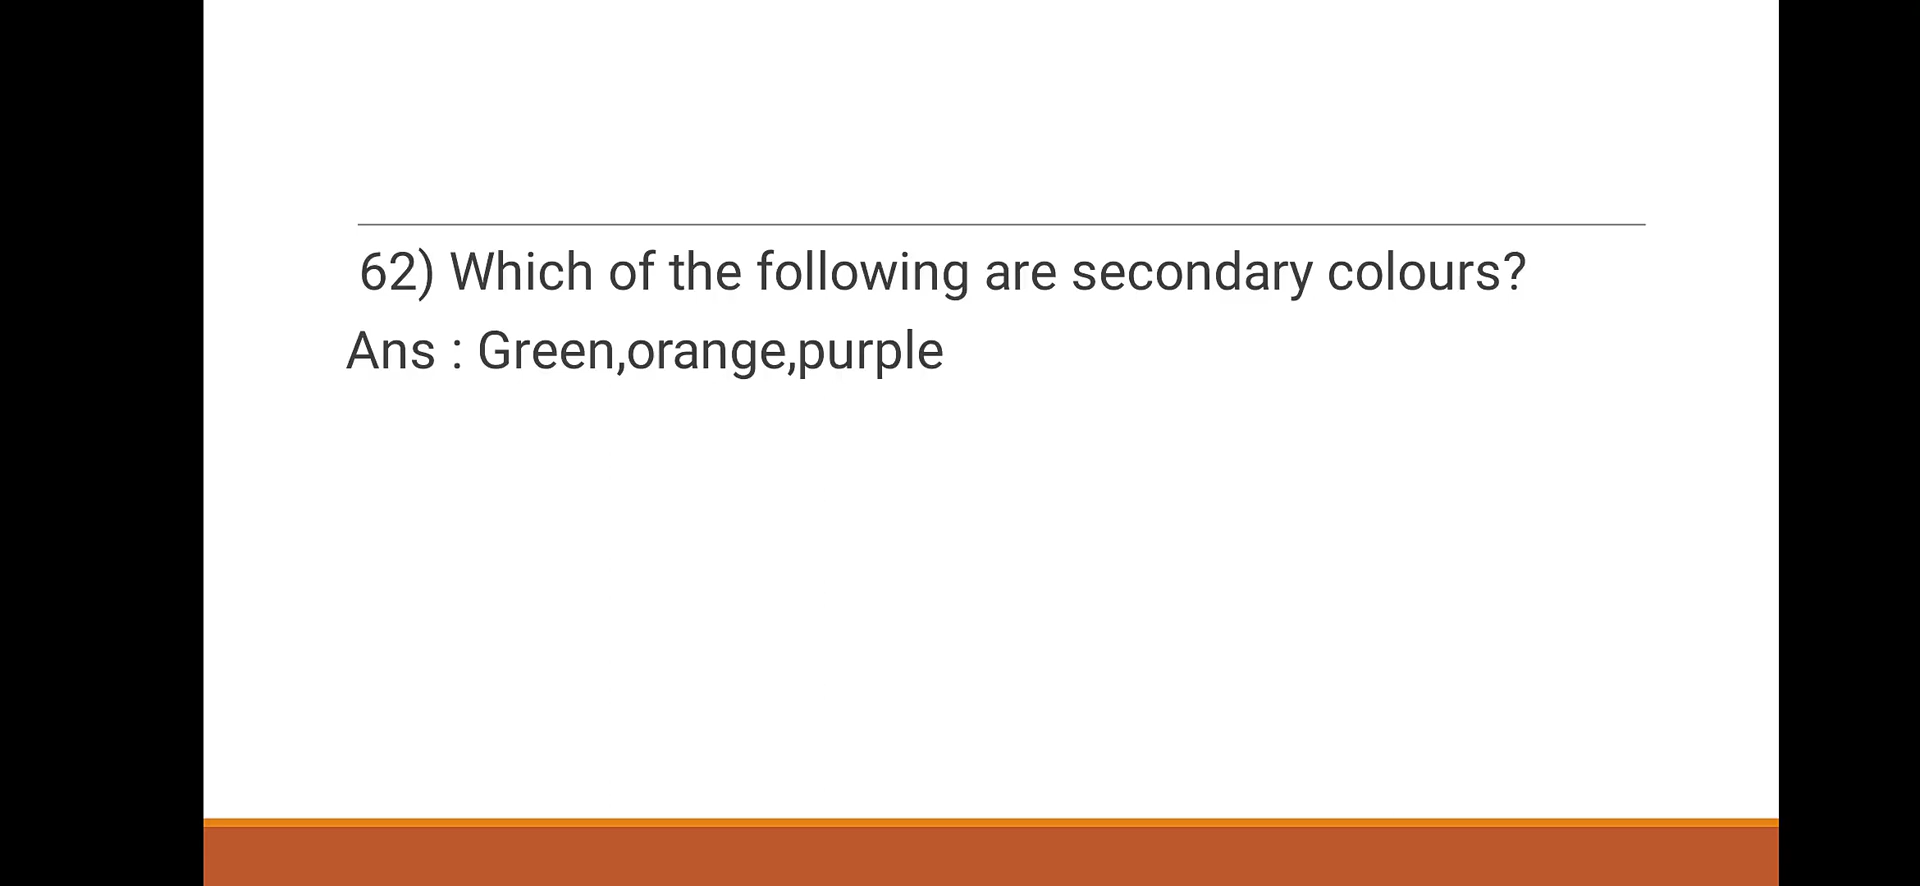 62) Which of the following are secondary colours?
Ans : Green,orange,purple